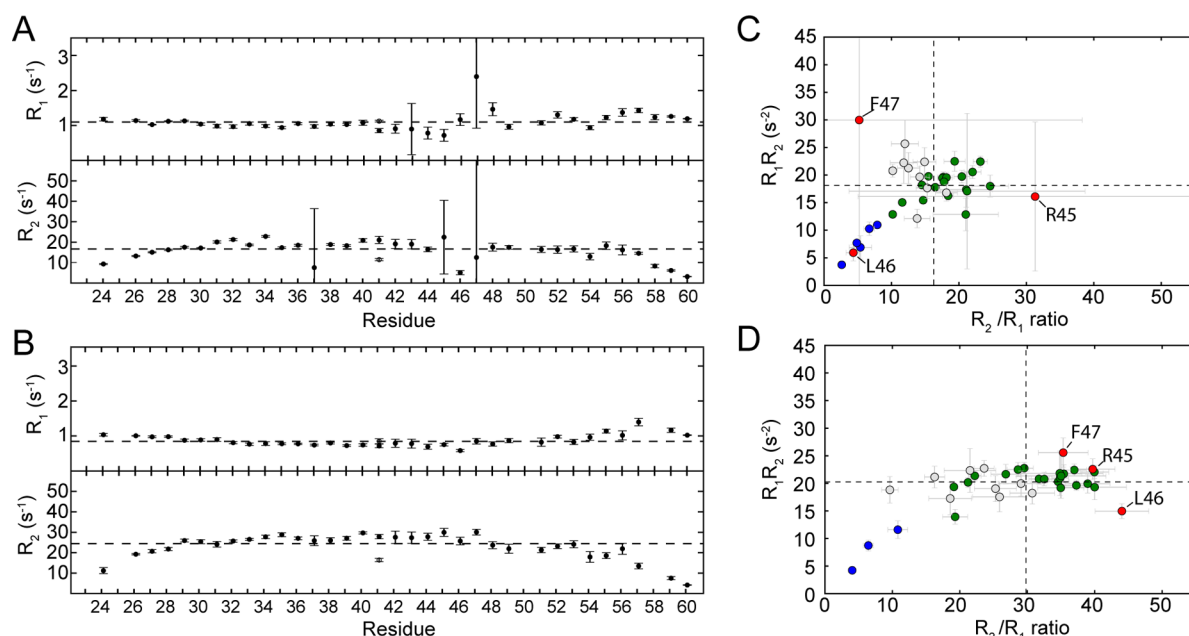 A
R₁ (s⁻¹)
3
2
1
R₂ (s⁻¹)
50
40
30
20
10
24 26 28 30 32 34 36 38 40 42 44 46 48 50 52 54 56 58 60
Residue
B
R₁ (s⁻¹)
3
2
1
R₂ (s⁻¹)
50
40
30
20
10
24 26 28 30 32 34 36 38 40 42 44 46 48 50 52 54 56 58 60
Residue
C
R₁R₂ (s⁻²)
45
40
35
30
25
20
15
10
5
0
F47
R45
L46
0 10 20 30 40 50
R₂ /R₁ ratio
D
R₁R₂ (s⁻²)
45
40
35
30
25
20
15
10
5
0
F47
R45
L46
0 10 20 30 40 50
R₂/R₁ ratio